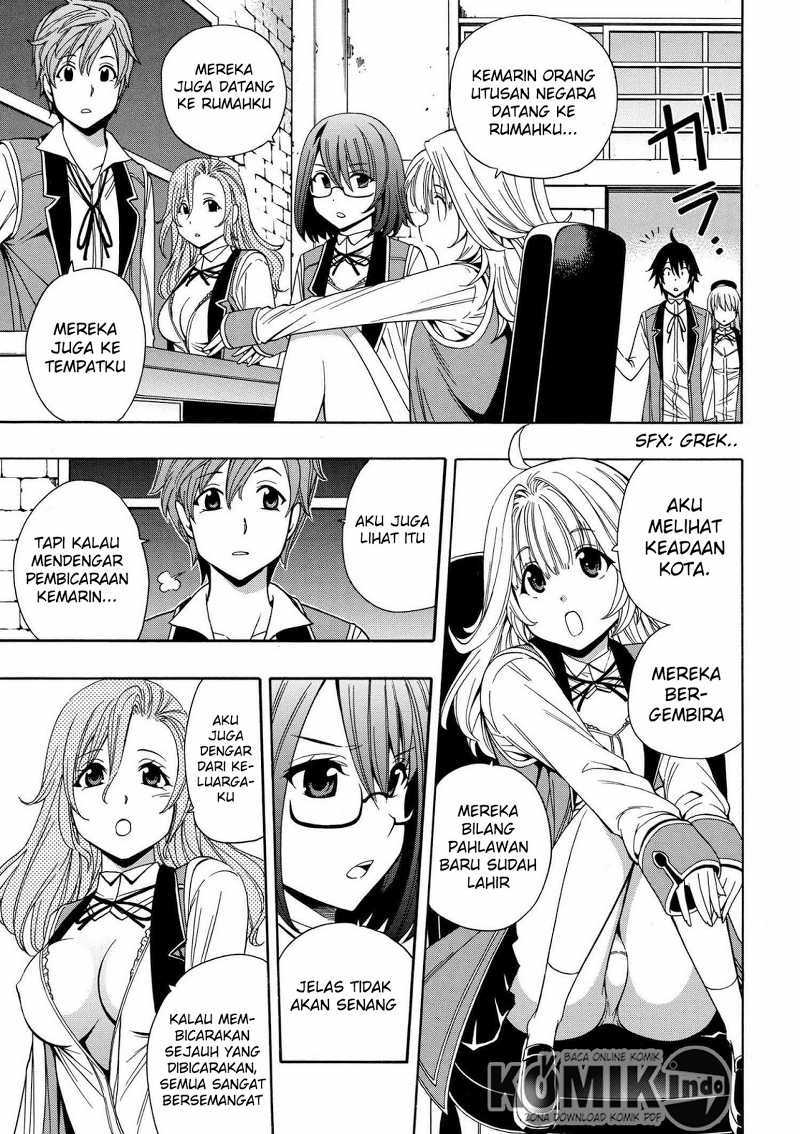 KEMARIN ORANG
UTUSAN NEGARA
DATANG KE
RUMAHKU...
MEREKA
JUGA DATANG
KE RUMAHKU
MEREKA
JUGA KE
TEMPATKU
ガラ
SFX: GREK..
AKU
MELIHAT
KEADAAN
KOTA.
MEREKA
BER-
GEMBIRA
MEREKA
BILANG
PAHLAWAN
BARU SUDAH
LAHIR
AKU JUGA
LIHAT ITU
TAPI KALAU
MENDENGAR
PEMBICARAAN
KEMARIN...
JELAS TIDAK
AKAN SENANG
AKU
JUGA
DENGAR
DARI KE-
LUARGA-
KU
KALAU MEM-
BICARAKAN
SEJAUH YANG
DIBICARAKAN,
SEMUA SANGAT
BERSEMANGAT
BACA ONLINE KOMIK
KOMIK indo
ZONA DOWNLOAD KOMIK PDF